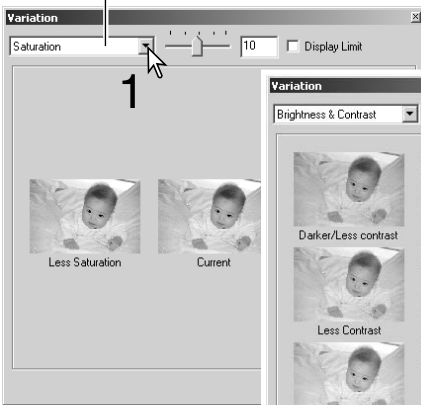 Variation
Saturation
10
Display Limit
1
Less Saturation
Current
Variation
Brightness & Contrast
Darker/Less contrast
Less Contrast